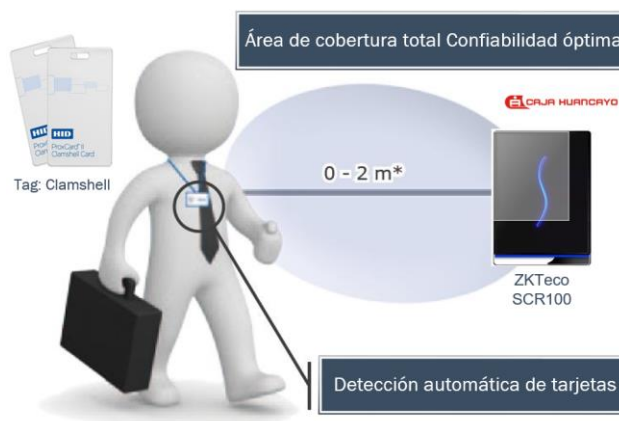 Área de cobertura total Confiabilidad óptima
CAJA HUANCAYO
HID
HID
ProxCard® II
Clamshell Card
Tag: Clamshell
0 - 2 m*
ZKTeco
SCR100
Detección automática de tarjetas